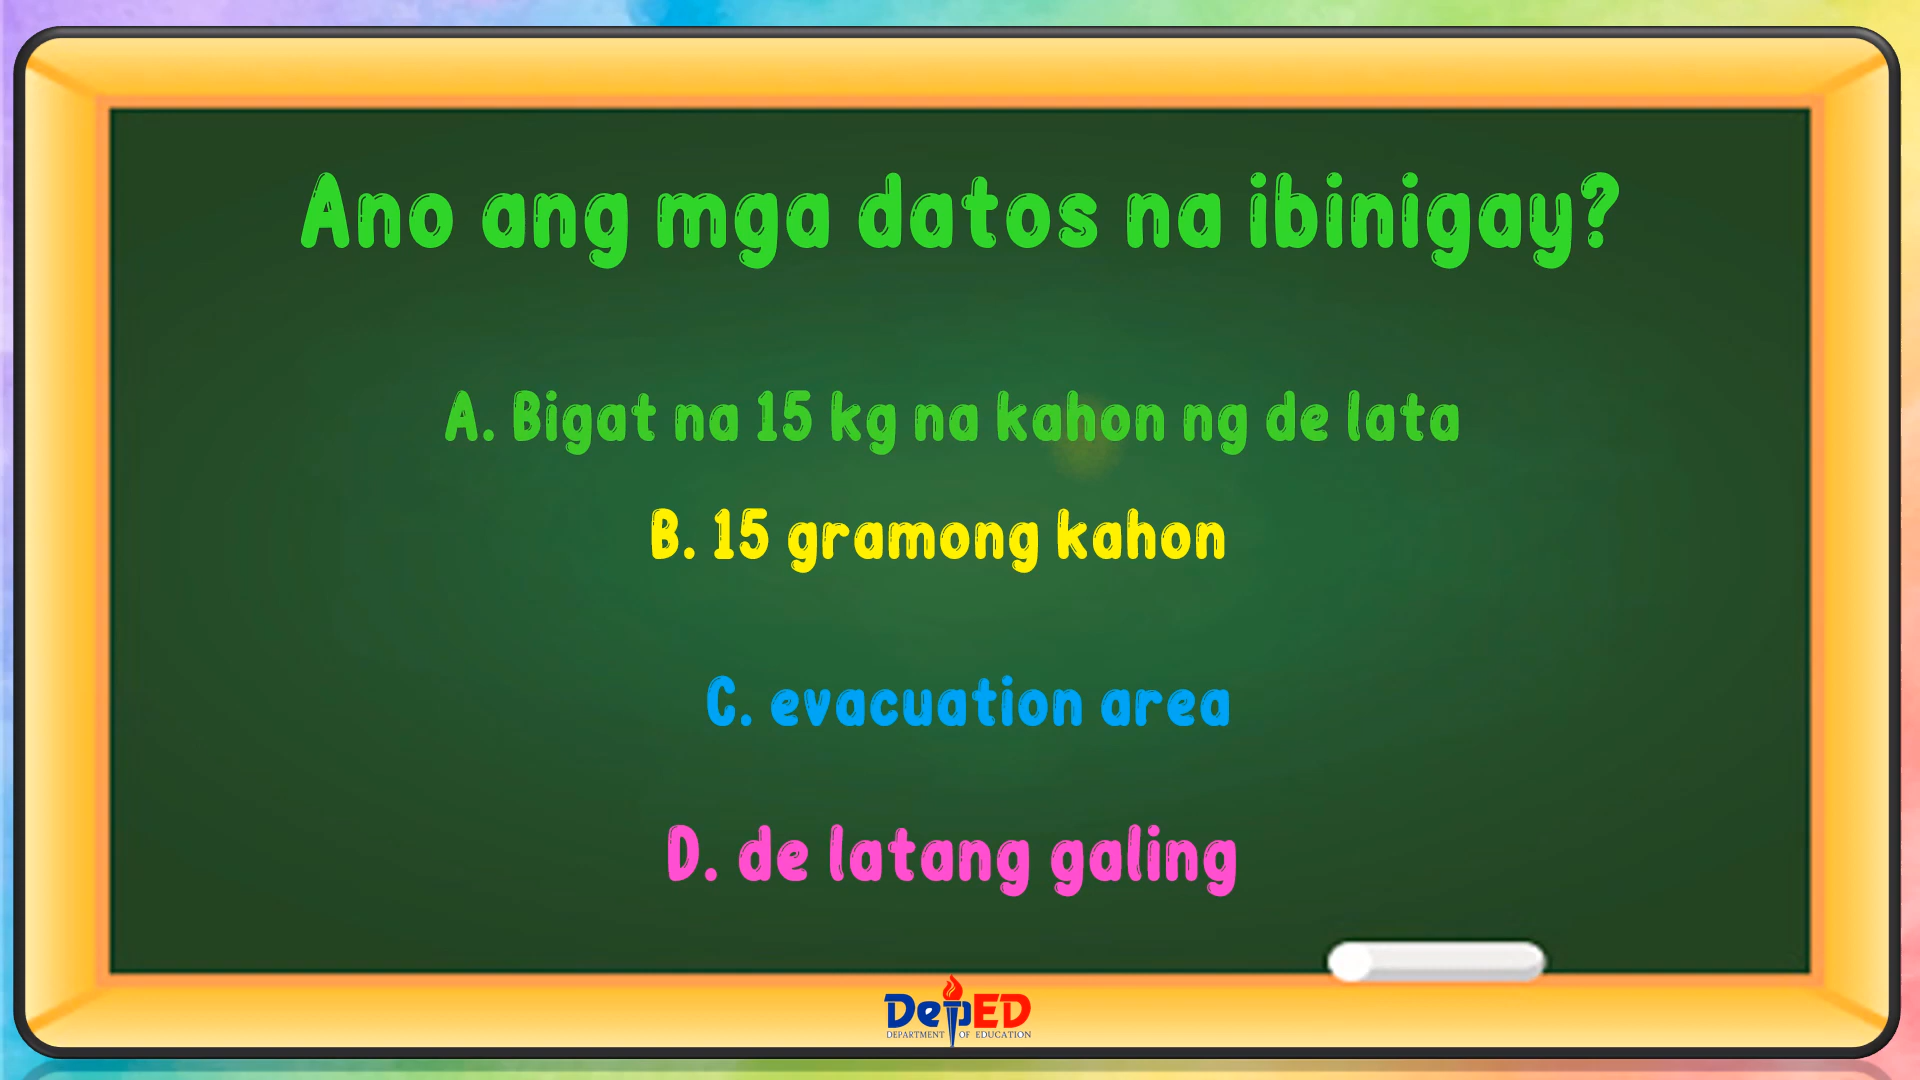 Ano ang mga datos na ibinigay?
A. Bigat na 15 kg na kahon ng de lata
B. 15 gramong kahon
C. evacuation area
D. de latang galing
DepED
DEPARTMENT OF EDUCATION